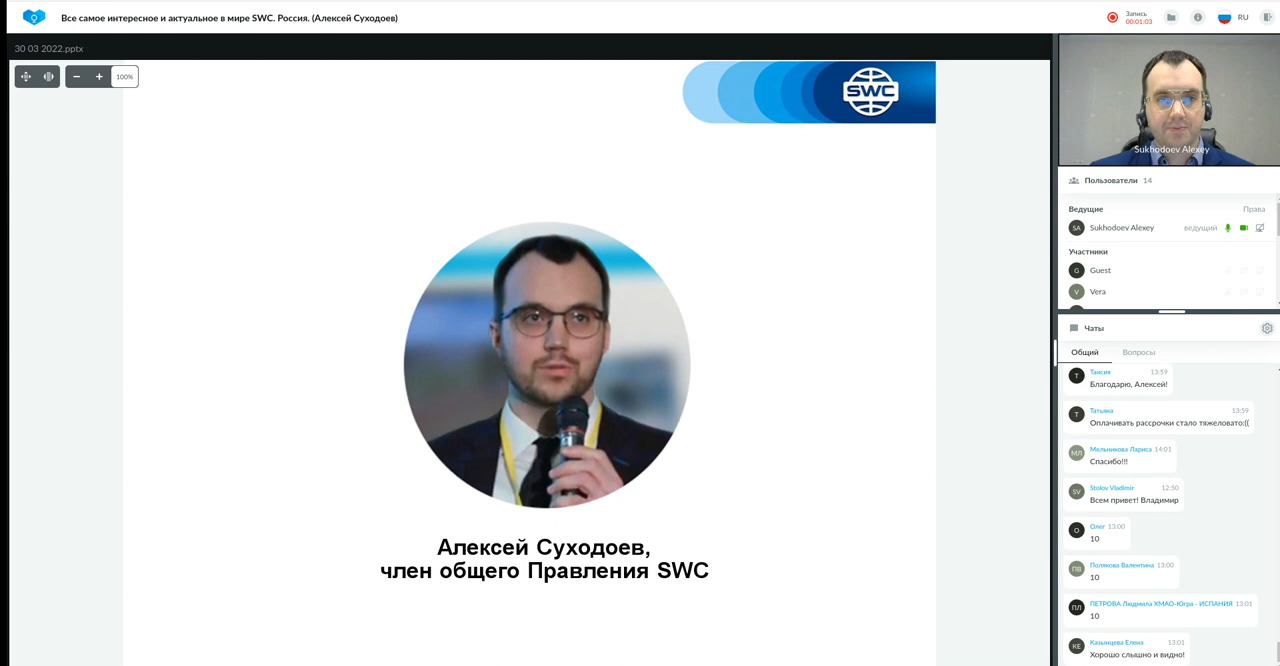 Все самое интересное и актуальное в мире SWC. Россия. (Алексей Суходоев)
Запись
00:01:03
RU
30 03 2022.pptx
100%
SWC
Алексей Суходоев,
член общего Правления SWC
Sukhodoev Alexey
Пользователи 14
Ведущие Права
SA Sukhodoev Alexey ведущий
Участники
G Guest
V Vera
Чаты
Общий Вопросы
Т Таисия 13:59
Благодарю, Алексей!
Т Татьяна 13:59
Оплачивать рассрочки стало тяжеловато:((
МЛ Мельникова Лариса 14:01
Спасибо!!!
SV Stolov Vladimir 12:50
Всем привет! Владимир
О Олег 13:00
10
ПВ Полякова Валентина 13:00
10
ПЛ ПЕТРОВА Людмила ХМАО-Югра - ИСПАНИЯ 13:01
10
КЕ Казынцева Елена 13:01
Хорошо слышно и видно!